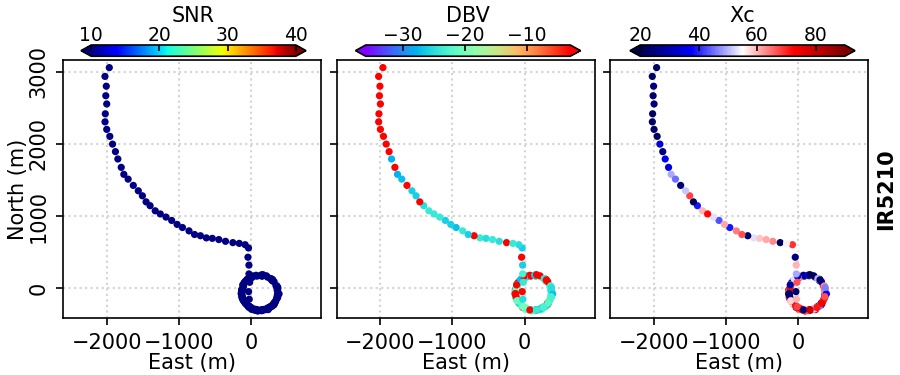 SNR DBV Xc
10 20 30 40 −30 −20 −10 20 40 60 80
3000
2000
1000
0
North (m)
IR5210
−2000 −1000 0 −2000 −1000 0 −2000 −1000 0
East (m) East (m) East (m)